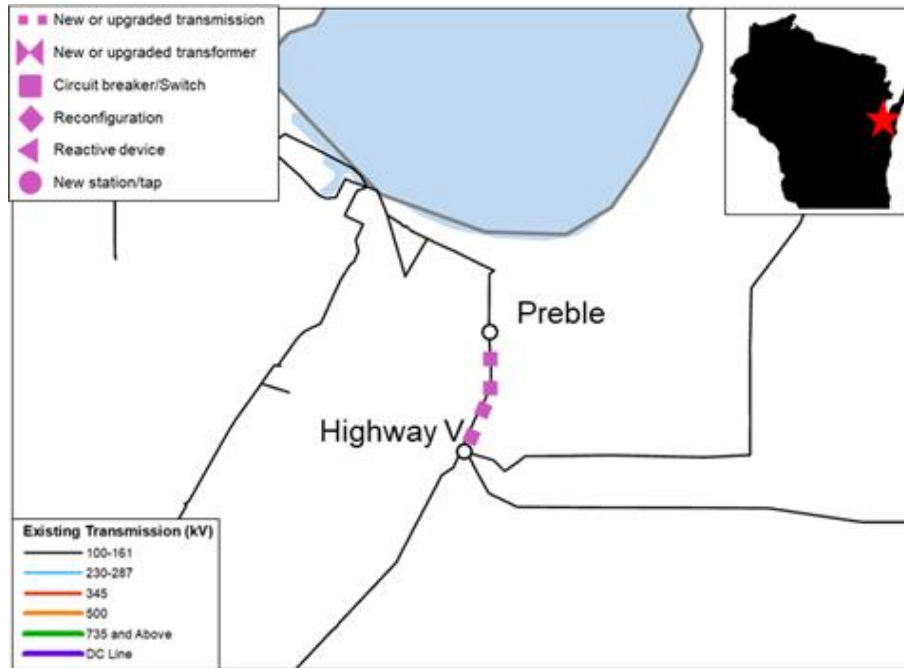 New or upgraded transmission
New or upgraded transformer
Circuit breaker/Switch
Reconfiguration
Reactive device
New station/tap
Preble
Highway V
Existing Transmission (kV)
100-161
230-287
345
500
735 and Above
DC Line